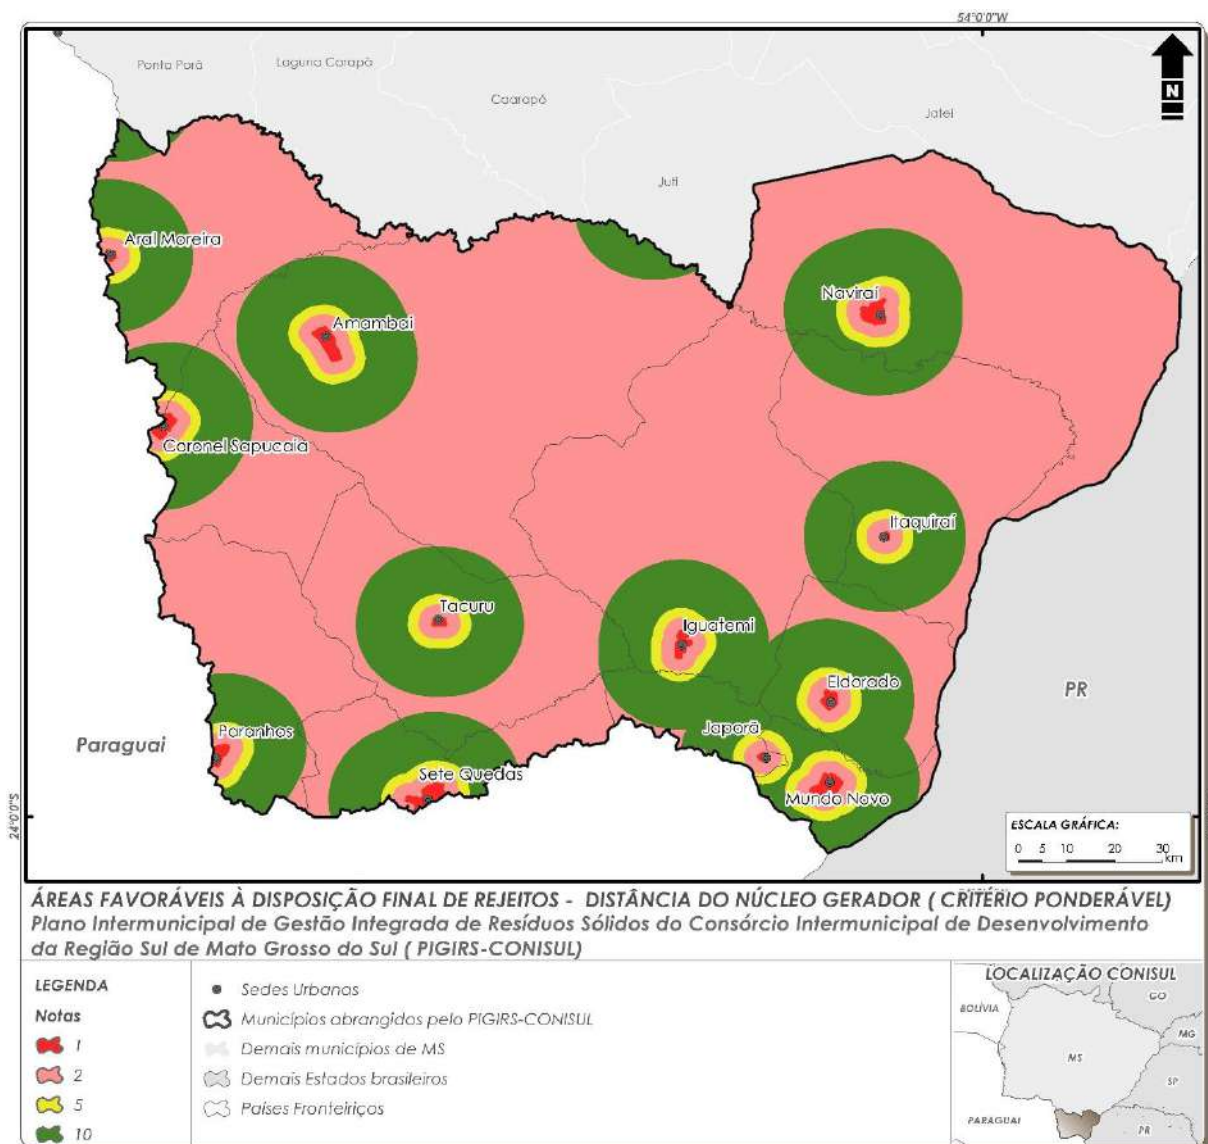 54°0'0"W
Ponta Porã
Laguna Carapã
Caarapó
Jateí
Juti
N
Aral Moreira
Amambai
Naviraí
Coronel Sapucaia
Itaquiraí
Tacuru
Iguatemi
Eldorado
PR
Japorã
Paraguai
Paranhos
Sete Quedas
Mundo Novo
24°0'0"S
ESCALA GRÁFICA:
0 5 10 20 30
km
ÁREAS FAVORÁVEIS À DISPOSIÇÃO FINAL DE REJEITOS - DISTÂNCIA DO NÚCLEO GERADOR ( CRITÉRIO PONDERÁVEL)
Plano Intermunicipal de Gestão Integrada de Resíduos Sólidos do Consórcio Intermunicipal de Desenvolvimento
da Região Sul de Mato Grosso do Sul ( PIGIRS-CONISUL)
LEGENDA
Notas
1
2
5
10
Sedes Urbanas
Municípios abrangidos pelo PIGIRS-CONISUL
Demais municípios de MS
Demais Estados brasileiros
Países Fronteiriços
LOCALIZAÇÃO CONISUL
BOLÍVIA
GO
MG
MS
SP
PARAGUAI
PR